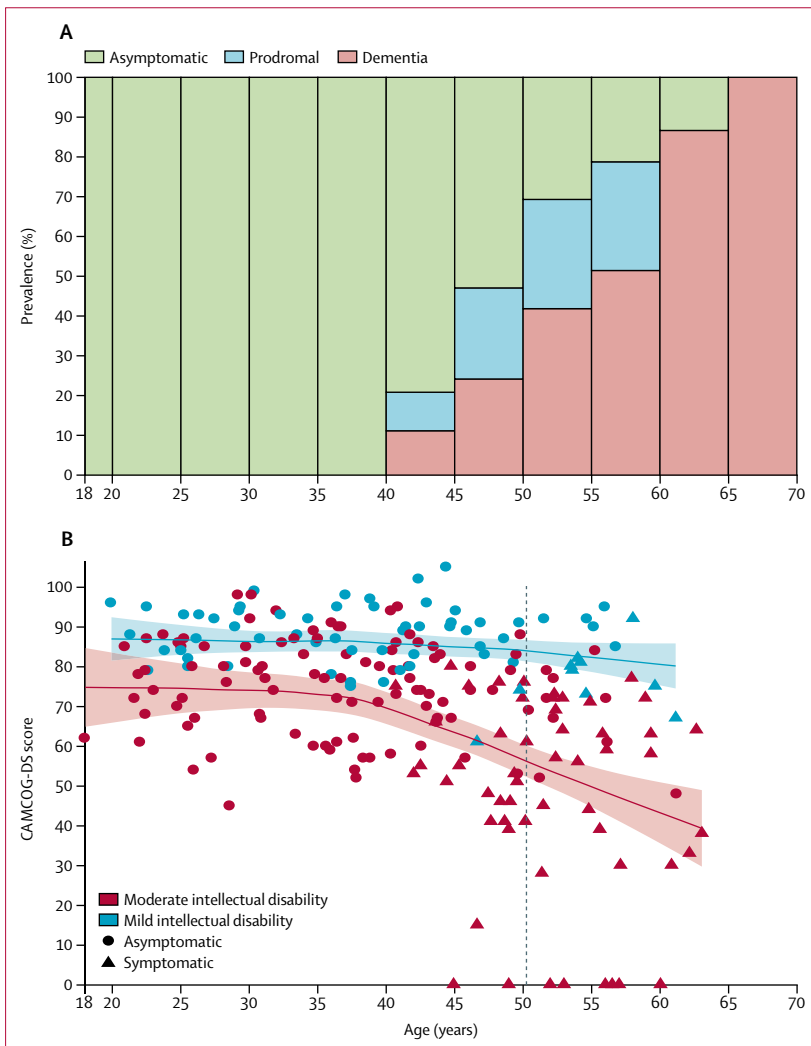 A
Asymptomatic Prodromal Dementia
100
90
80
70
60
50
40
30
20
10
0
Prevalence (%)
18 20 25 30 35 40 45 50 55 60 65 70
B
100
90
80
70
60
50
40
30
20
10
0
CAMCOG-DS score
Moderate intellectual disability
Mild intellectual disability
Asymptomatic
Symptomatic
18 20 25 30 35 40 45 50 55 60 65 70
Age (years)